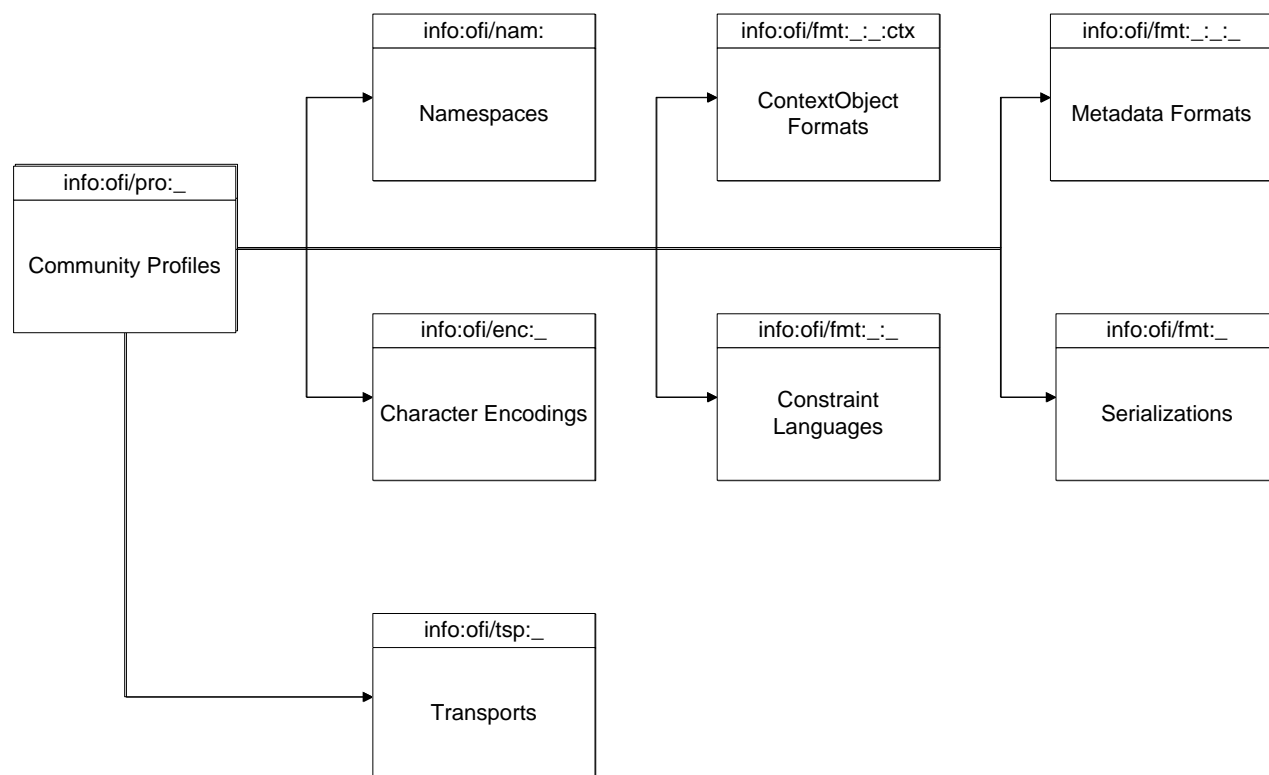 info:ofi/nam:
Namespaces
info:ofi/fmt:_:_:ctx
ContextObject
Formats
info:ofi/fmt:_:_:_
Metadada Formats
info:ofi/pro:_
Community Profiles
info:ofi/enc:_
Character Encodings
info:ofi/fmt:_:_
Constraint
Languages
info:ofi/fmt:_
Serializations
info:ofi/tsp:_
Transports